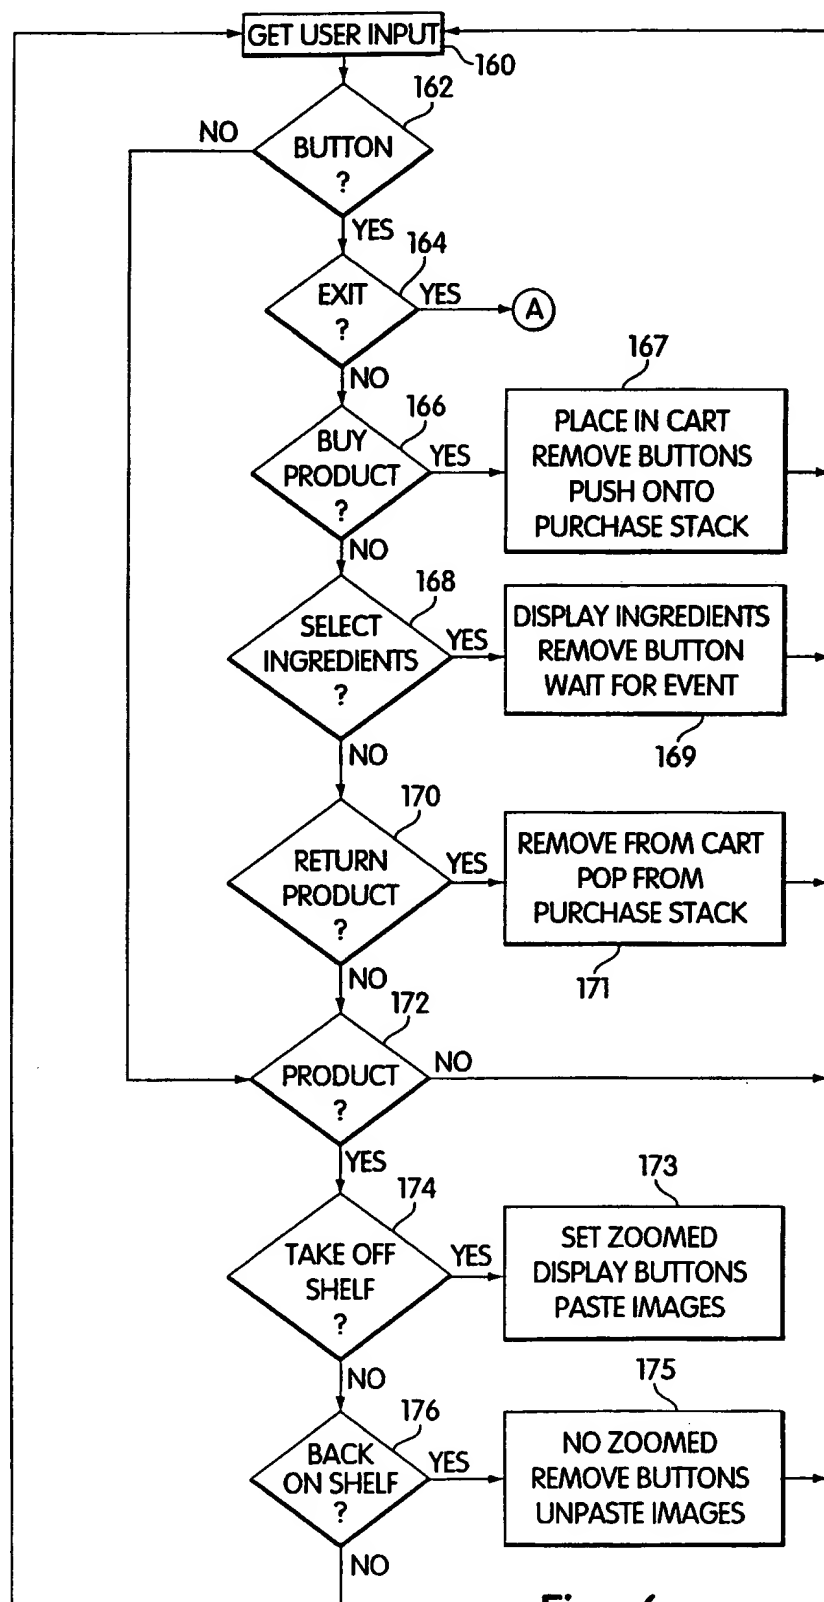 GET USER INPUT
160
162
NO
BUTTON
?
YES
164
EXIT
?
YES
A
NO
166
BUY
PRODUCT
?
YES
167
PLACE IN CART
REMOVE BUTTONS
PUSH ONTO
PURCHASE STACK
NO
168
SELECT
INGREDIENTS
?
YES
DISPLAY INGREDIENTS
REMOVE BUTTON
WAIT FOR EVENT
169
NO
170
RETURN
PRODUCT
?
YES
REMOVE FROM CART
POP FROM
PURCHASE STACK
171
NO
172
PRODUCT
?
NO
YES
174
TAKE OFF
SHELF
?
YES
173
SET ZOOMED
DISPLAY BUTTONS
PASTE IMAGES
NO
176
BACK
ON SHELF
?
YES
175
NO ZOOMED
REMOVE BUTTONS
UNPASTE IMAGES
NO